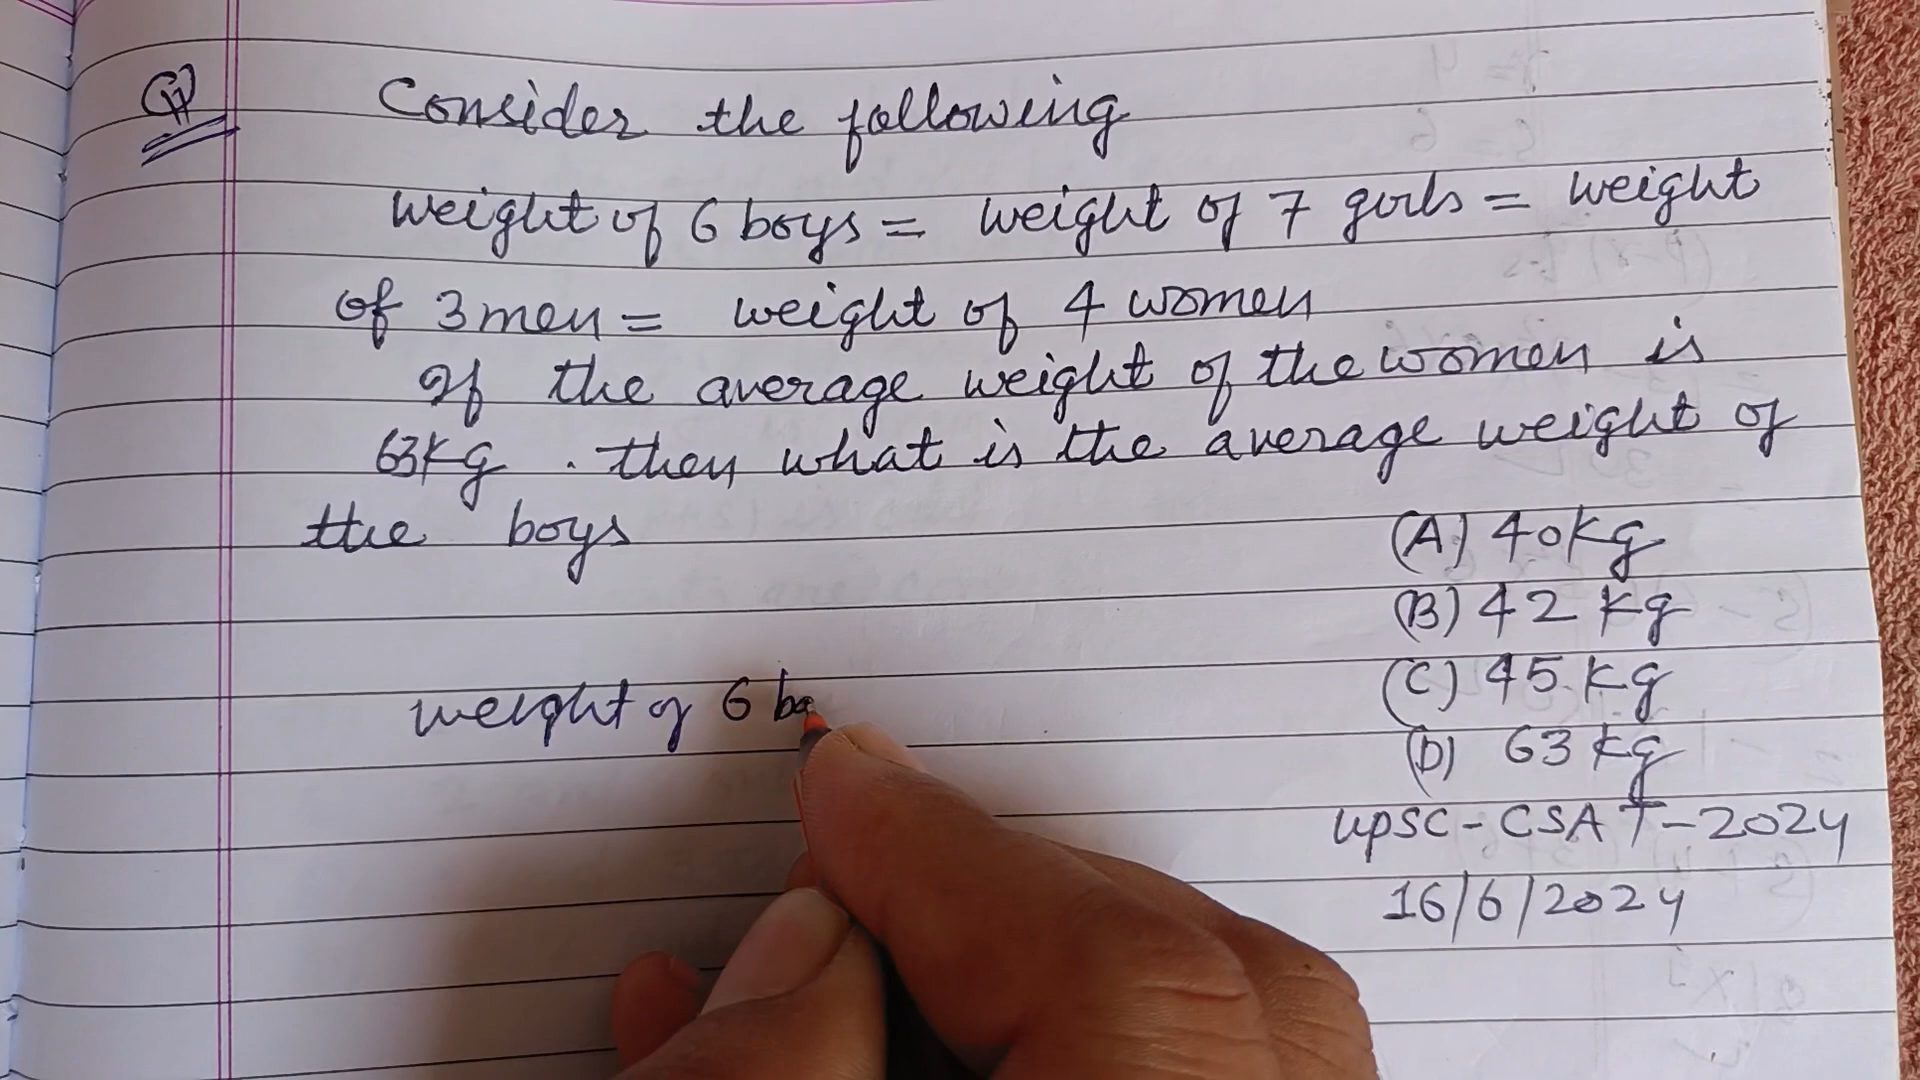 Q
Consider the following
weight of 6 boys = weight of 7 girls = weight
of 3 men = weight of 4 women
If the average weight of the women is
63kg . then what is the average weight of
the boys
(A) 40kg
(B) 42 kg
(C) 45 kg
(D) 63 kg
UPSC - CSAT - 2024
16/6/2024
weight of 6 bo